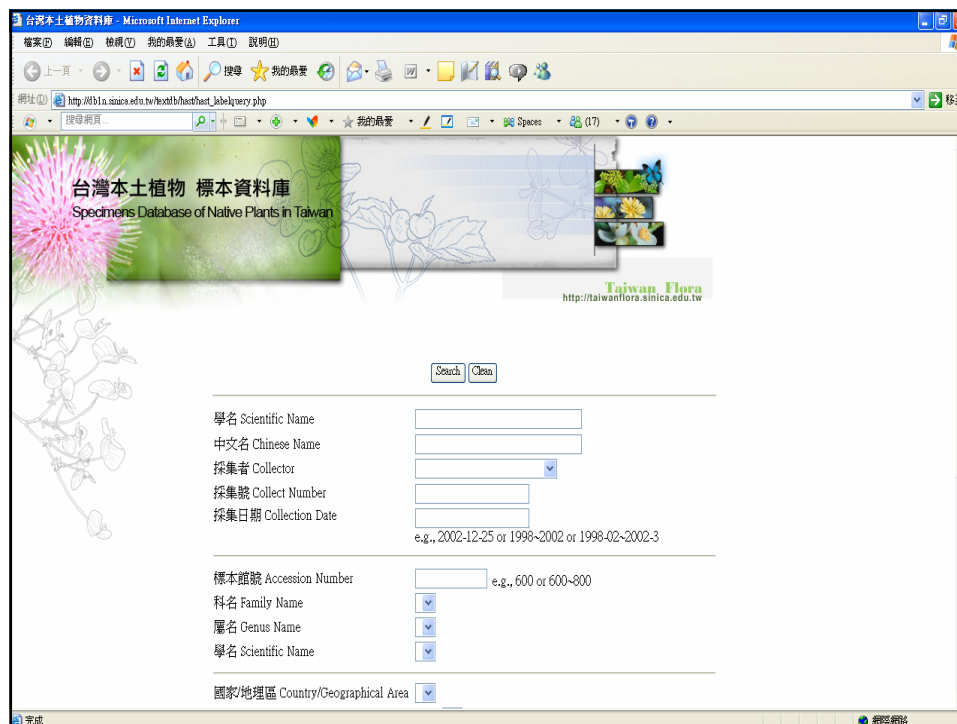 台灣本土植物資料庫 - Microsoft Internet Explorer
檔案(F) 編輯(E) 檢視(V) 我的最愛(A) 工具(T) 說明(H)
上一頁 搜尋 我的最愛
網址(D) http://db1n.sinica.edu.tw/textdb/hast/hast_labelquery.php 移至
搜尋網頁... 我的最愛 Spaces (17)
台灣本土植物 標本資料庫
Specimens Database of Native Plants in Taiwan
Taiwan Flora
http://taiwanflora.sinica.edu.tw
Search Clean
學名 Scientific Name
中文名 Chinese Name
採集者 Collector
採集號 Collect Number
採集日期 Collection Date
e.g., 2002-12-25 or 1998~2002 or 1998-02~2002-3
標本館號 Accession Number e.g., 600 or 600~800
科名 Family Name
屬名 Genus Name
學名 Scientific Name
國家/地理區 Country/Geographical Area
完成 網際網路